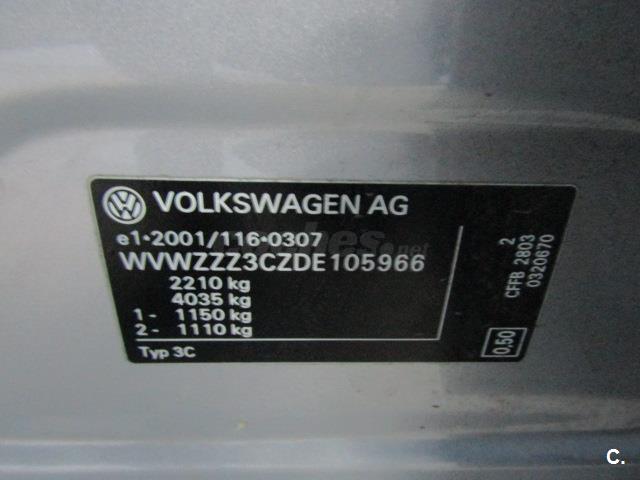 VOLKSWAGEN AG
e1•2001/116•0307
WVWZZZ3CZDE105966
2210 kg
4035 kg
1 - 1150 kg
2 - 1110 kg
Typ 3C
2
CFFB 2803
0320670
0,50
C.